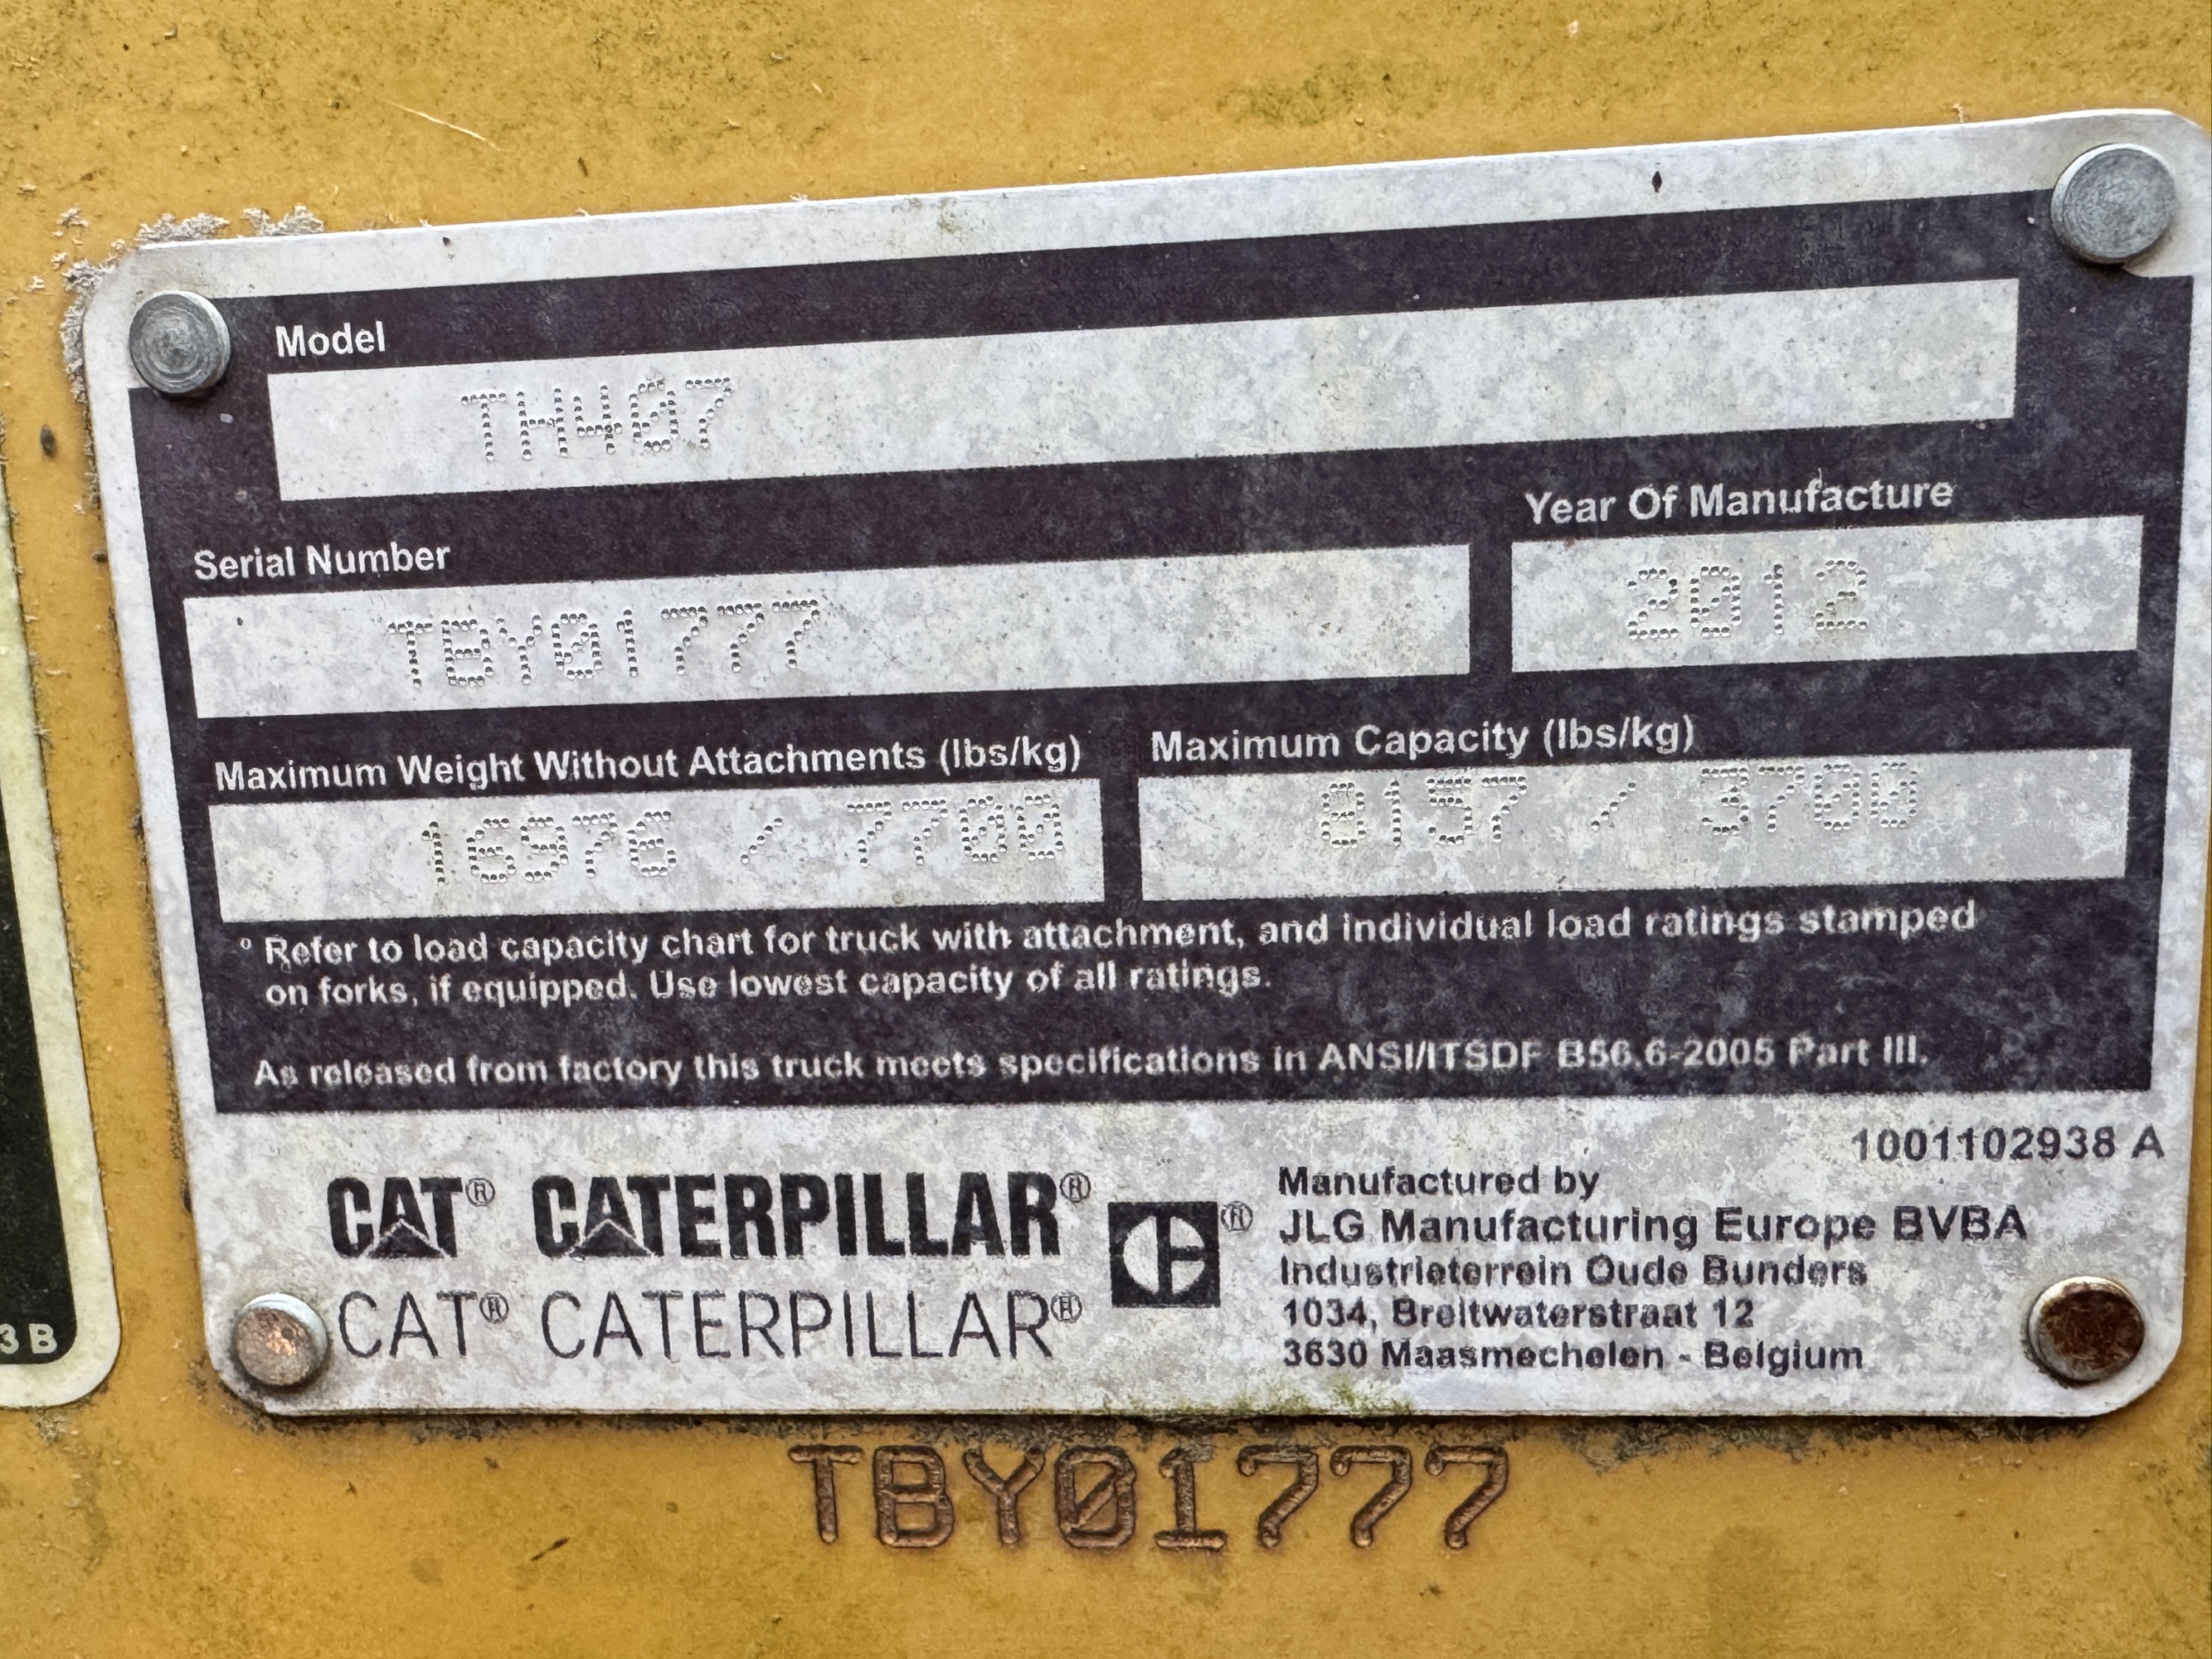 Model
TH407
Serial Number
TBY01777
Year Of Manufacture
2012
Maximum Weight Without Attachments (lbs/kg)
16976 / 7700
Maximum Capacity (lbs/kg)
8157 / 3700
° Refer to load capacity chart for truck with attachment, and individual load ratings stamped
on forks, if equipped. Use lowest capacity of all ratings.
As released from factory this truck meets specifications in ANSI/ITSDF B56.6-2005 Part III.
1001102938 A
CAT® CATERPILLAR®
CAT® CATERPILLAR®
®
Manufactured by
JLG Manufacturing Europe BVBA
Industrieterrein Oude Bunders
1034, Breitwaterstraat 12
3630 Maasmechelen - Belgium
3 B
TBY01777